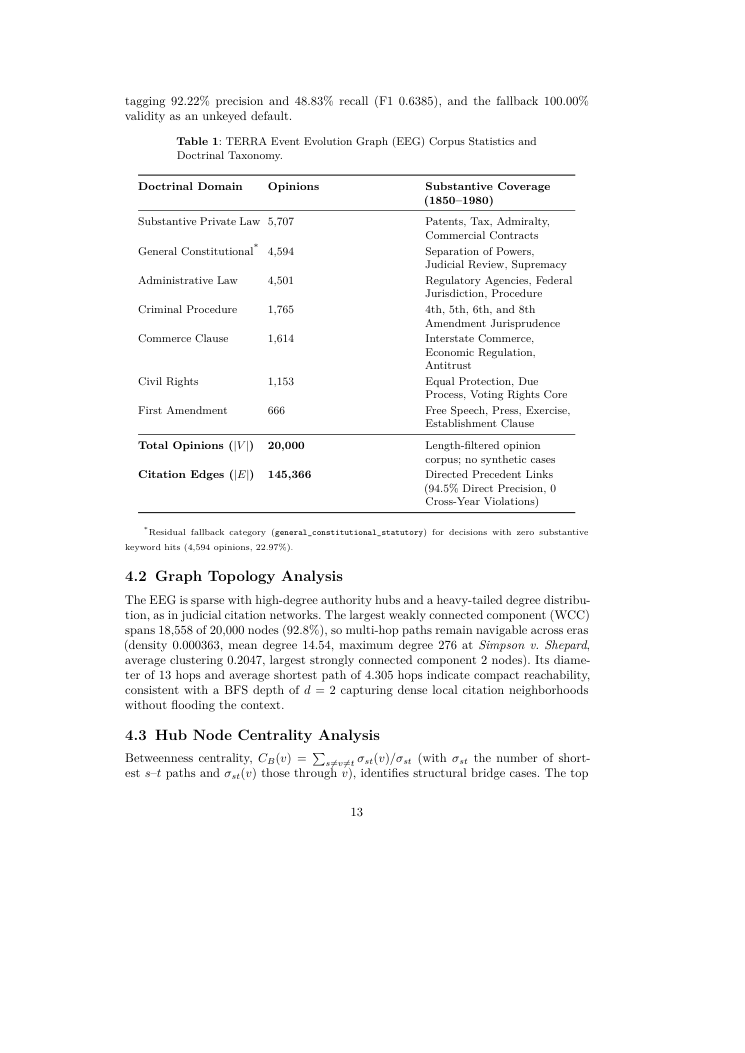 tagging 92.22% precision and 48.83% recall (F1 0.6385), and the fallback 100.00%
validity as an unkeyed default.
Table 1: TERRA Event Evolution Graph (EEG) Corpus Statistics and
Doctrinal Taxonomy.
Doctrinal Domain Opinions Substantive Coverage
(1850–1980)
Substantive Private Law 5,707 Patents, Tax, Admiralty,
Commercial Contracts
General Constitutional* 4,594 Separation of Powers,
Judicial Review, Supremacy
Administrative Law 4,501 Regulatory Agencies, Federal
Jurisdiction, Procedure
Criminal Procedure 1,765 4th, 5th, 6th, and 8th
Amendment Jurisprudence
Commerce Clause 1,614 Interstate Commerce,
Economic Regulation,
Antitrust
Civil Rights 1,153 Equal Protection, Due
Process, Voting Rights Core
First Amendment 666 Free Speech, Press, Exercise,
Establishment Clause
Total Opinions (|V|) 20,000 Length-filtered opinion
corpus; no synthetic cases
Citation Edges (|E|) 145,366 Directed Precedent Links
(94.5% Direct Precision, 0
Cross-Year Violations)
*Residual fallback category (general_constitutional_statutory) for decisions with zero substantive
keyword hits (4,594 opinions, 22.97%).
4.2 Graph Topology Analysis
The EEG is sparse with high-degree authority hubs and a heavy-tailed degree distribu-
tion, as in judicial citation networks. The largest weakly connected component (WCC)
spans 18,558 of 20,000 nodes (92.8%), so multi-hop paths remain navigable across eras
(density 0.000363, mean degree 14.54, maximum degree 276 at Simpson v. Shepard,
average clustering 0.2047, largest strongly connected component 2 nodes). Its diame-
ter of 13 hops and average shortest path of 4.305 hops indicate compact reachability,
consistent with a BFS depth of d = 2 capturing dense local citation neighborhoods
without flooding the context.
4.3 Hub Node Centrality Analysis
Betweenness centrality, C_B(v) = ∑_{s≠v≠t} σ_st(v)/σ_st (with σ_st the number of short-
est s–t paths and σ_st(v) those through v), identifies structural bridge cases. The top
13